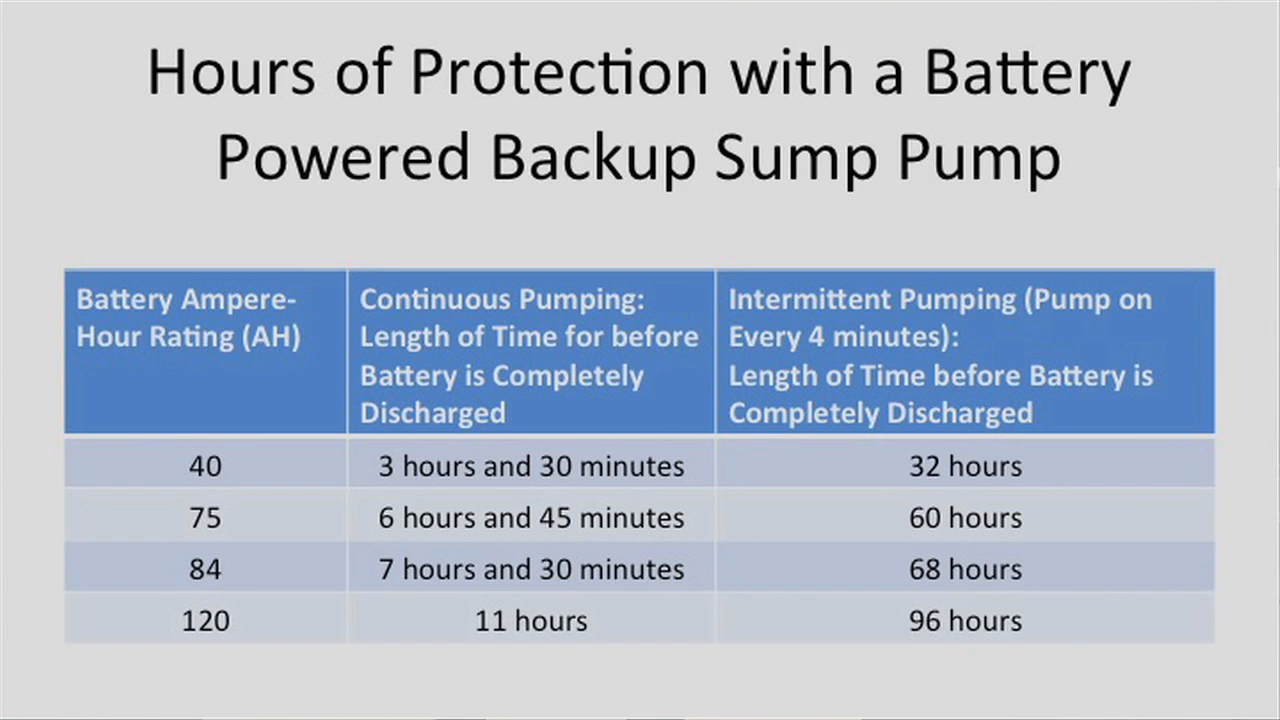 Hours of Protection with a Battery
Powered Backup Sump Pump
Battery Ampere-
Hour Rating (AH)
Continuous Pumping:
Length of Time for before
Battery is Completely
Discharged
Intermittent Pumping (Pump on
Every 4 minutes):
Length of Time before Battery is
Completely Discharged
40 3 hours and 30 minutes 32 hours
75 6 hours and 45 minutes 60 hours
84 7 hours and 30 minutes 68 hours
120 11 hours 96 hours